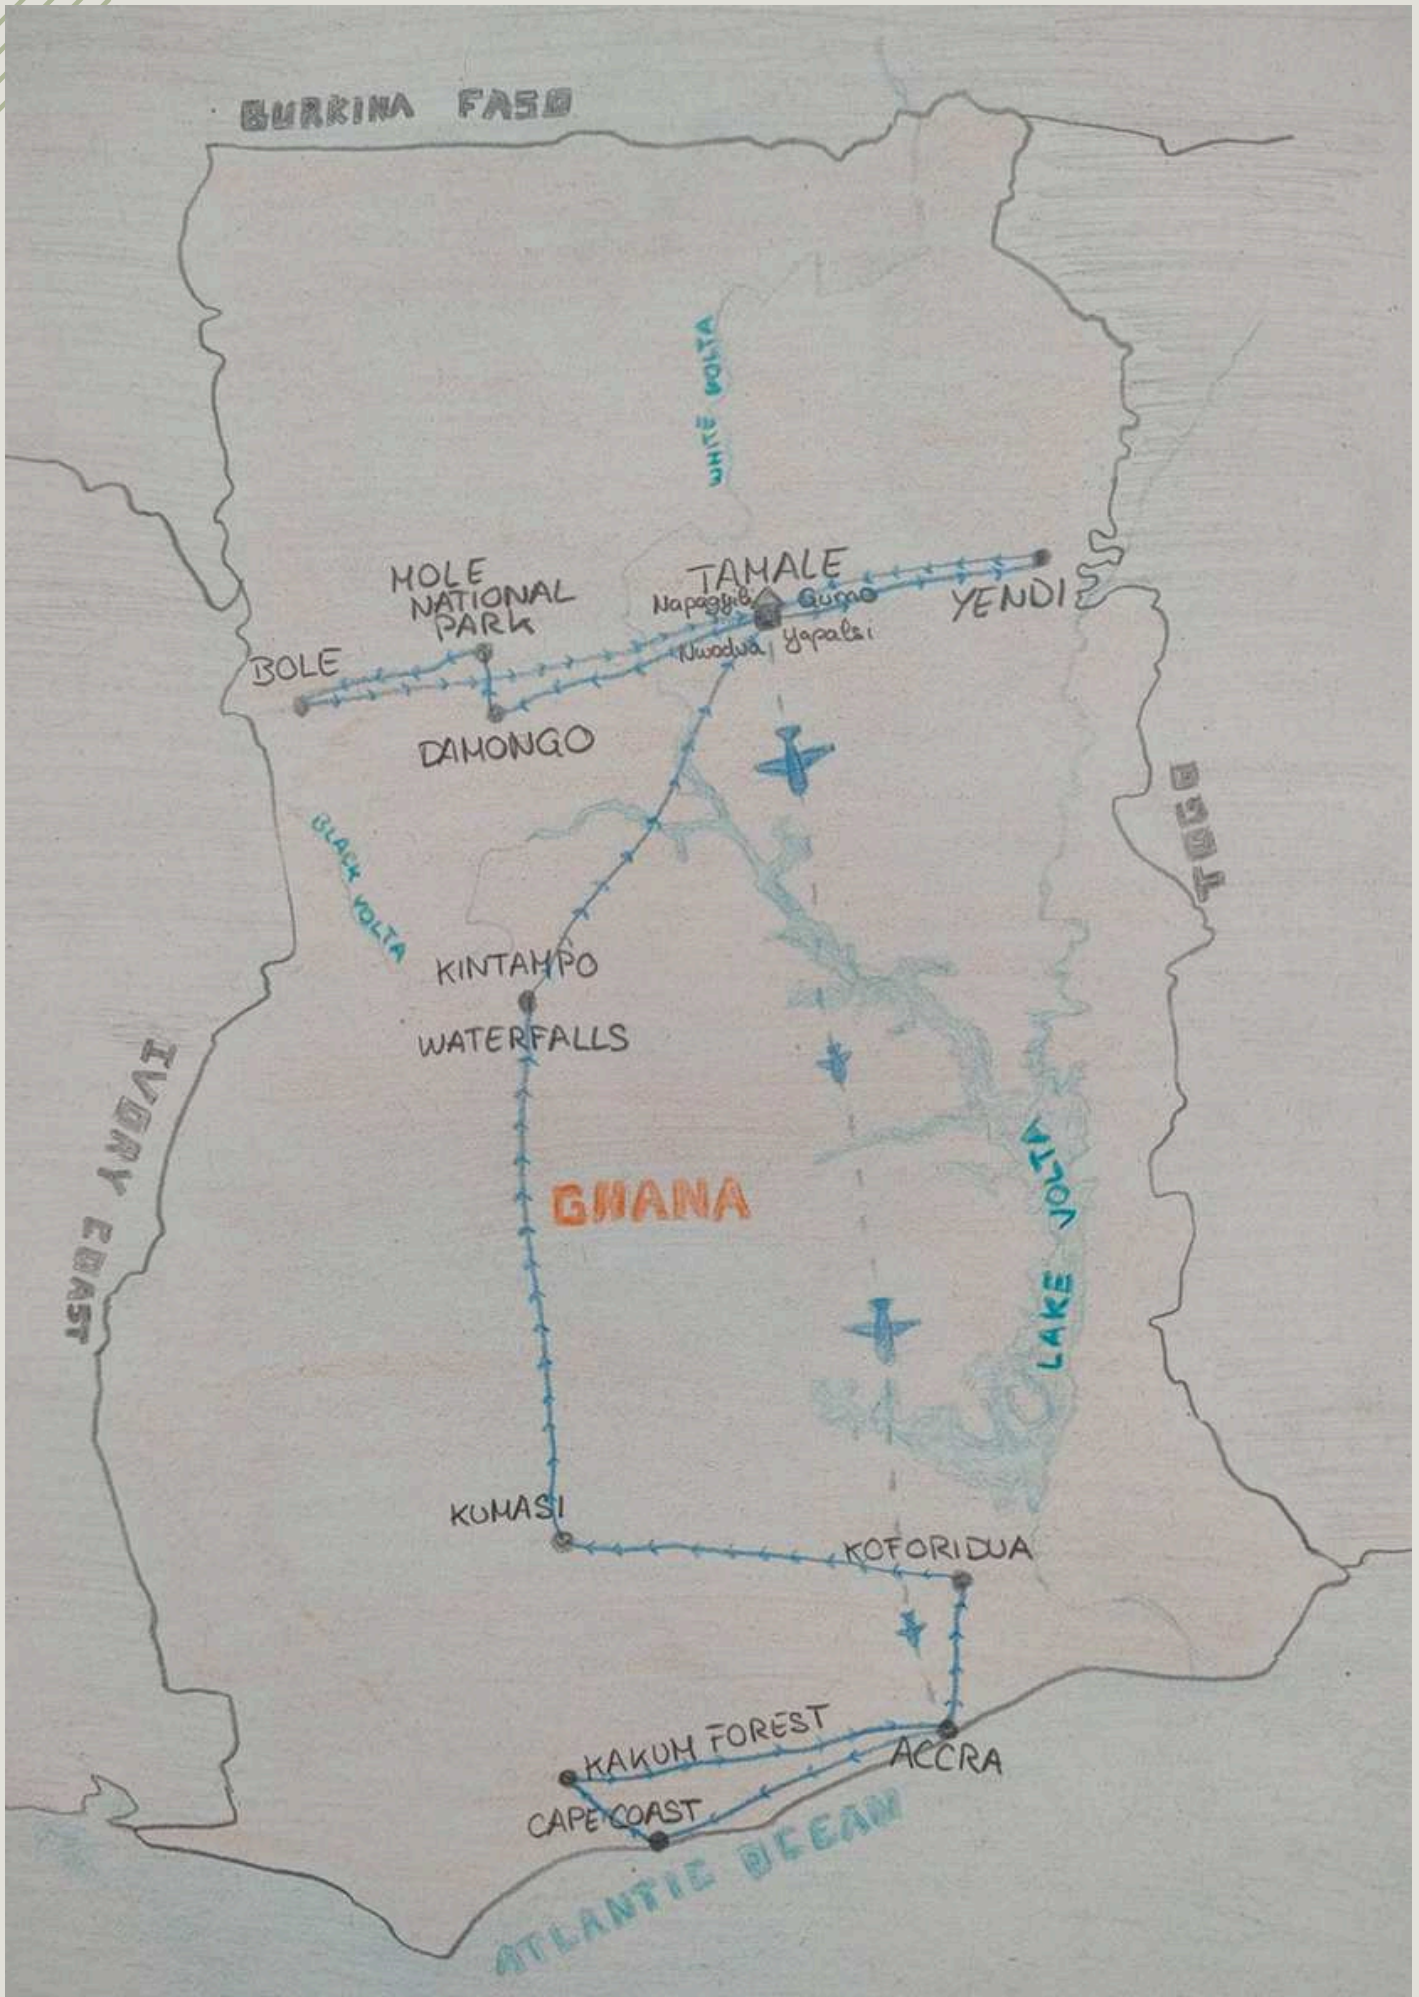 BURKINA FASO
WHITE VOLTA
MOLE
NATIONAL
PARK
TAMALE
Napagyili
Gumo
YENDI
Nwodua
Yapalsi
BOLE
DAMONGO
TOGO
BLACK VOLTA
KINTAMPO
WATERFALLS
IVORY COAST
GHANA
LAKE VOLTA
KUMASI
KOFORIDUA
KAKUM FOREST
ACCRA
CAPE COAST
ATLANTIC OCEAN